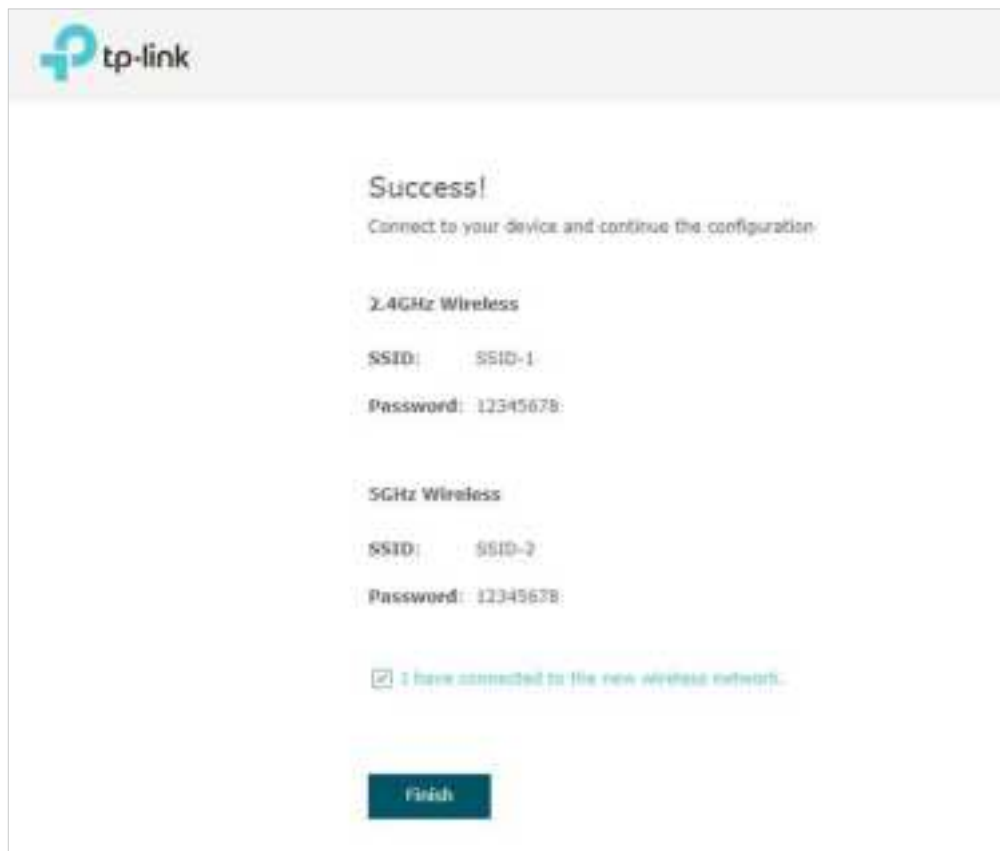 tp-link
Success!
Connect to your device and continue the configuration
2.4GHz Wireless
SSID: SSID-1
Password: 12345678
5GHz Wireless
SSID: SSID-2
Password: 12345678
I have connected to the new wireless network.
Finish